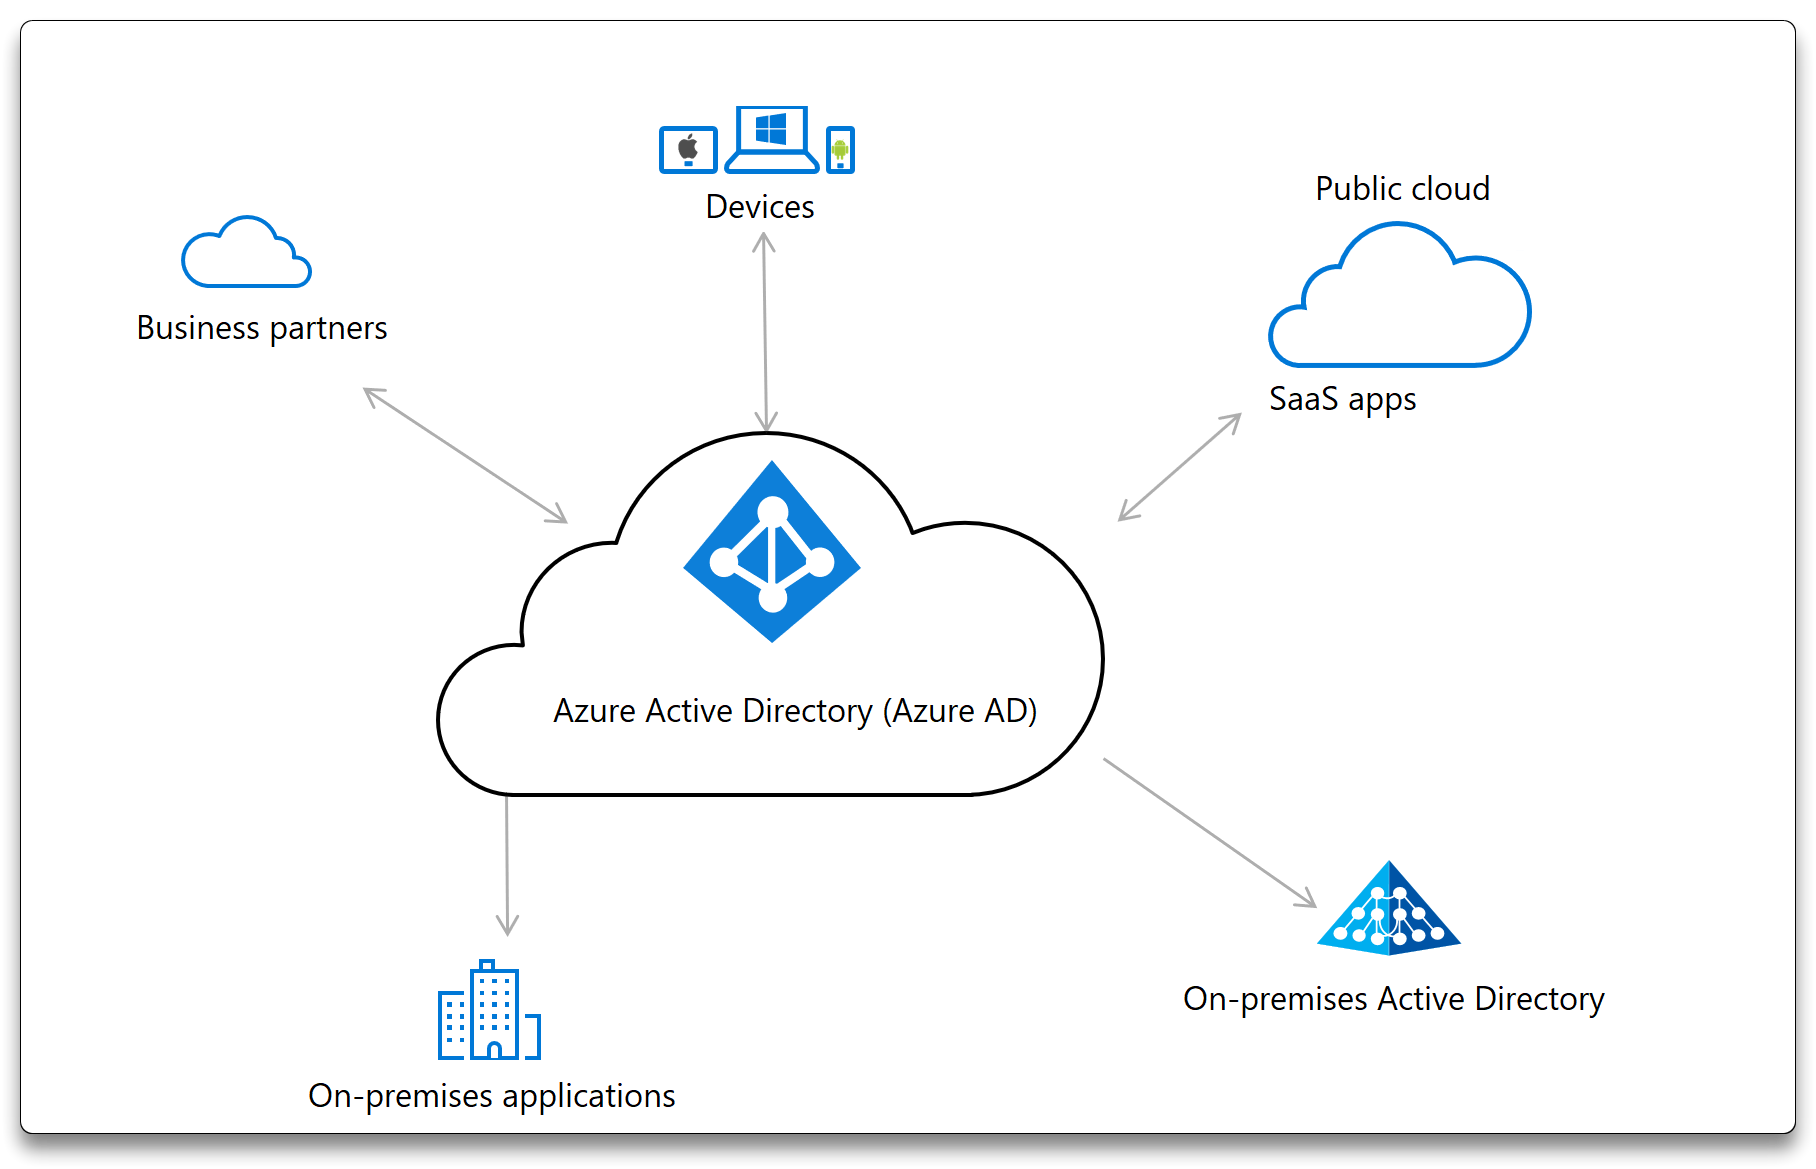 Devices
Public cloud
Business partners
SaaS apps
Azure Active Directory (Azure AD)
On-premises Active Directory
On-premises applications